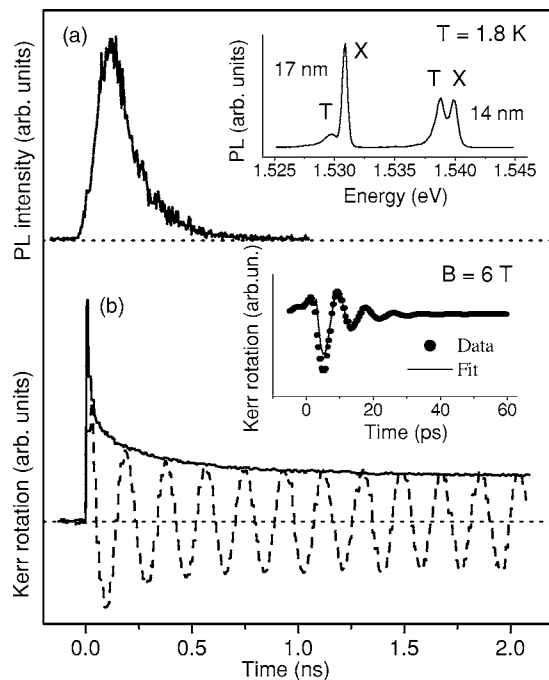 (a)
T = 1.8 K
17 nm
X
T
T X
14 nm
PL (arb. units)
1.525 1.530 1.535 1.540 1.545
Energy (eV)
PL intensity (arb. units)
(b)
B = 6 T
Kerr rotation (arb.un.)
Data
Fit
0 20 40 60
Time (ps)
Kerr rotation (arb. units)
0.0 0.5 1.0 1.5 2.0
Time (ns)